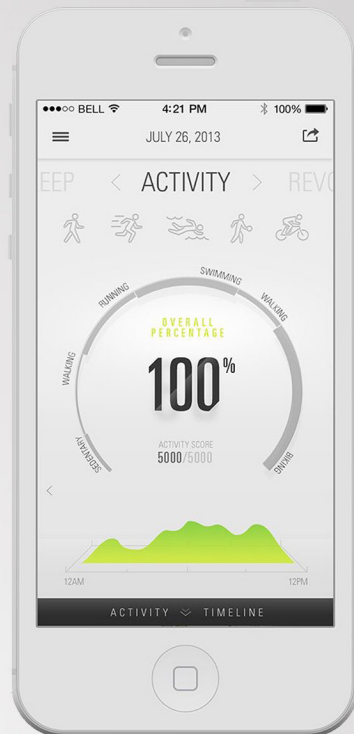 BELL 4:21 PM 100%
JULY 26, 2013
EEP < ACTIVITY > REVO
SWIMMING
RUNNING
WALKING
WALKING
SEDENTARY
BIKING
OVERALL
PERCENTAGE
100%
ACTIVITY SCORE
5000/5000
12AM 12PM
ACTIVITY TIMELINE